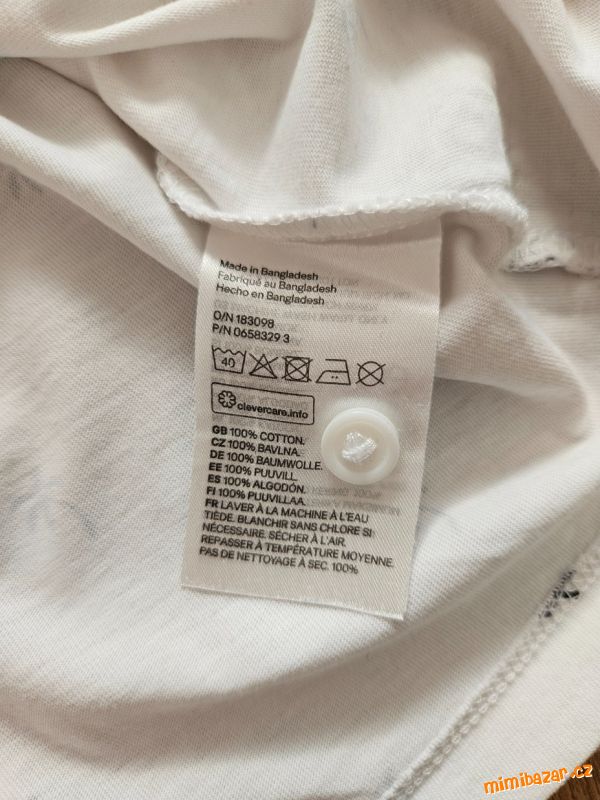 Made in Bangladesh
Fabriqué au Bangladesh
Hecho en Bangladesh
O/N 183098
P/N 0658329 3
40
clevercare.info
GB 100% COTTON.
CZ 100% BAVLNA.
DE 100% BAUMWOLLE.
EE 100% PUUVILL.
ES 100% ALGODÓN.
FI 100% PUUVILLAA.
FR LAVER À LA MACHINE À L'EAU
TIÈDE. BLANCHIR SANS CHLORE SI
NÉCESSAIRE. SÉCHER À L'AIR.
REPASSER À TEMPÉRATURE MOYENNE.
PAS DE NETTOYAGE À SEC. 100%
mimibazar.cz